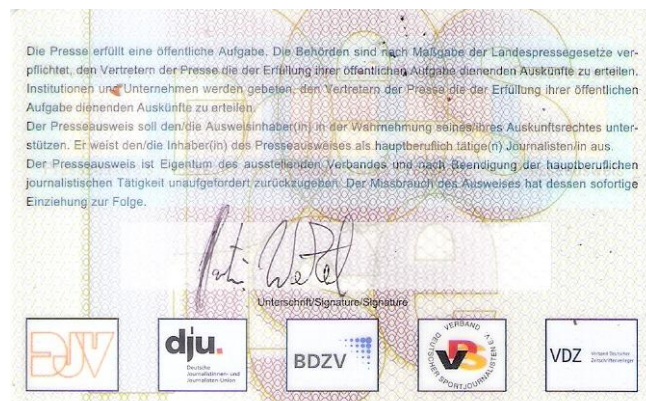 Die Presse erfüllt eine öffentliche Aufgabe. Die Behörden sind nach Maßgabe der Landespressegesetze ver-
pflichtet, den Vertretern der Presse die der Erfüllung ihrer öffentlichen Aufgabe dienenden Auskünfte zu erteilen.
Institutionen und Unternehmen werden gebeten, den Vertretern der Presse die der Erfüllung ihrer öffentlichen
Aufgabe dienenden Auskünfte zu erteilen.
Der Presseausweis soll den/die Ausweisinhaber(in) in der Wahrnehmung seines/ihres Auskunftsrechtes unter-
stützen. Er weist den/die Inhaber(in) des Presseausweises als hauptberuflich tätige(n) Journalisten/in aus.
Der Presseausweis ist Eigentum des ausstellenden Verbandes und nach Beendigung der hauptberuflichen
journalistischen Tätigkeit unaufgefordert zurückzugeben. Der Missbrauch des Ausweises hat dessen sofortige
Einziehung zur Folge.
Unterschrift/Signature/Signature
DJV
dju.
Deutsche
Journalistinnen- und
Journalisten-Union
BDZV
VERBAND
DEUTSCHER
SPORTJOURNALISTEN E.V.
VDS
VDZ
Verband Deutscher
Zeitschriftenverleger